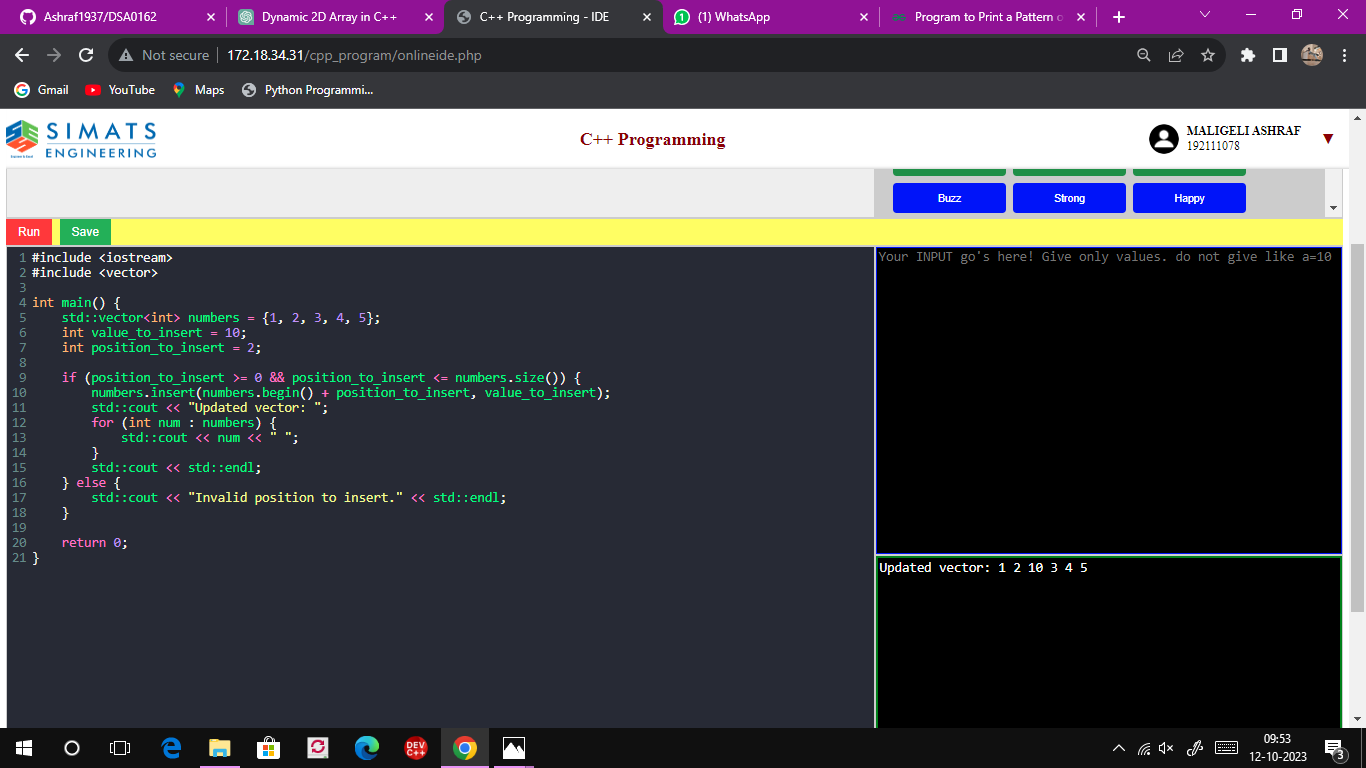 Ashraf1937/DSA0162
Dynamic 2D Array in C++
C++ Programming - IDE
(1) WhatsApp
Program to Print a Pattern o
Not secure
172.18.34.31/cpp_program/onlineide.php
Gmail
YouTube
Maps
Python Programmi...
SIMATS
ENGINEERING
C++ Programming
MALIGELI ASHRAF
192111078
Buzz
Strong
Happy
Run
Save
1 #include <iostream>
2 #include <vector>
3
4 int main() {
5     std::vector<int> numbers = {1, 2, 3, 4, 5};
6     int value_to_insert = 10;
7     int position_to_insert = 2;
8
9     if (position_to_insert >= 0 && position_to_insert <= numbers.size()) {
10         numbers.insert(numbers.begin() + position_to_insert, value_to_insert);
11         std::cout << "Updated vector: ";
12         for (int num : numbers) {
13             std::cout << num << " ";
14         }
15         std::cout << std::endl;
16     } else {
17         std::cout << "Invalid position to insert." << std::endl;
18     }
19
20     return 0;
21 }
Your INPUT go's here! Give only values. do not give like a=10
Updated vector: 1 2 10 3 4 5
DEV
C++
09:53
12-10-2023
3